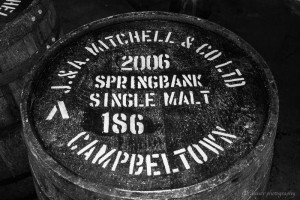 J.&A. MITCHELL & CO LTD
2006
SPRINGBANK
SINGLE MALT
186
CAMPBELTOWN